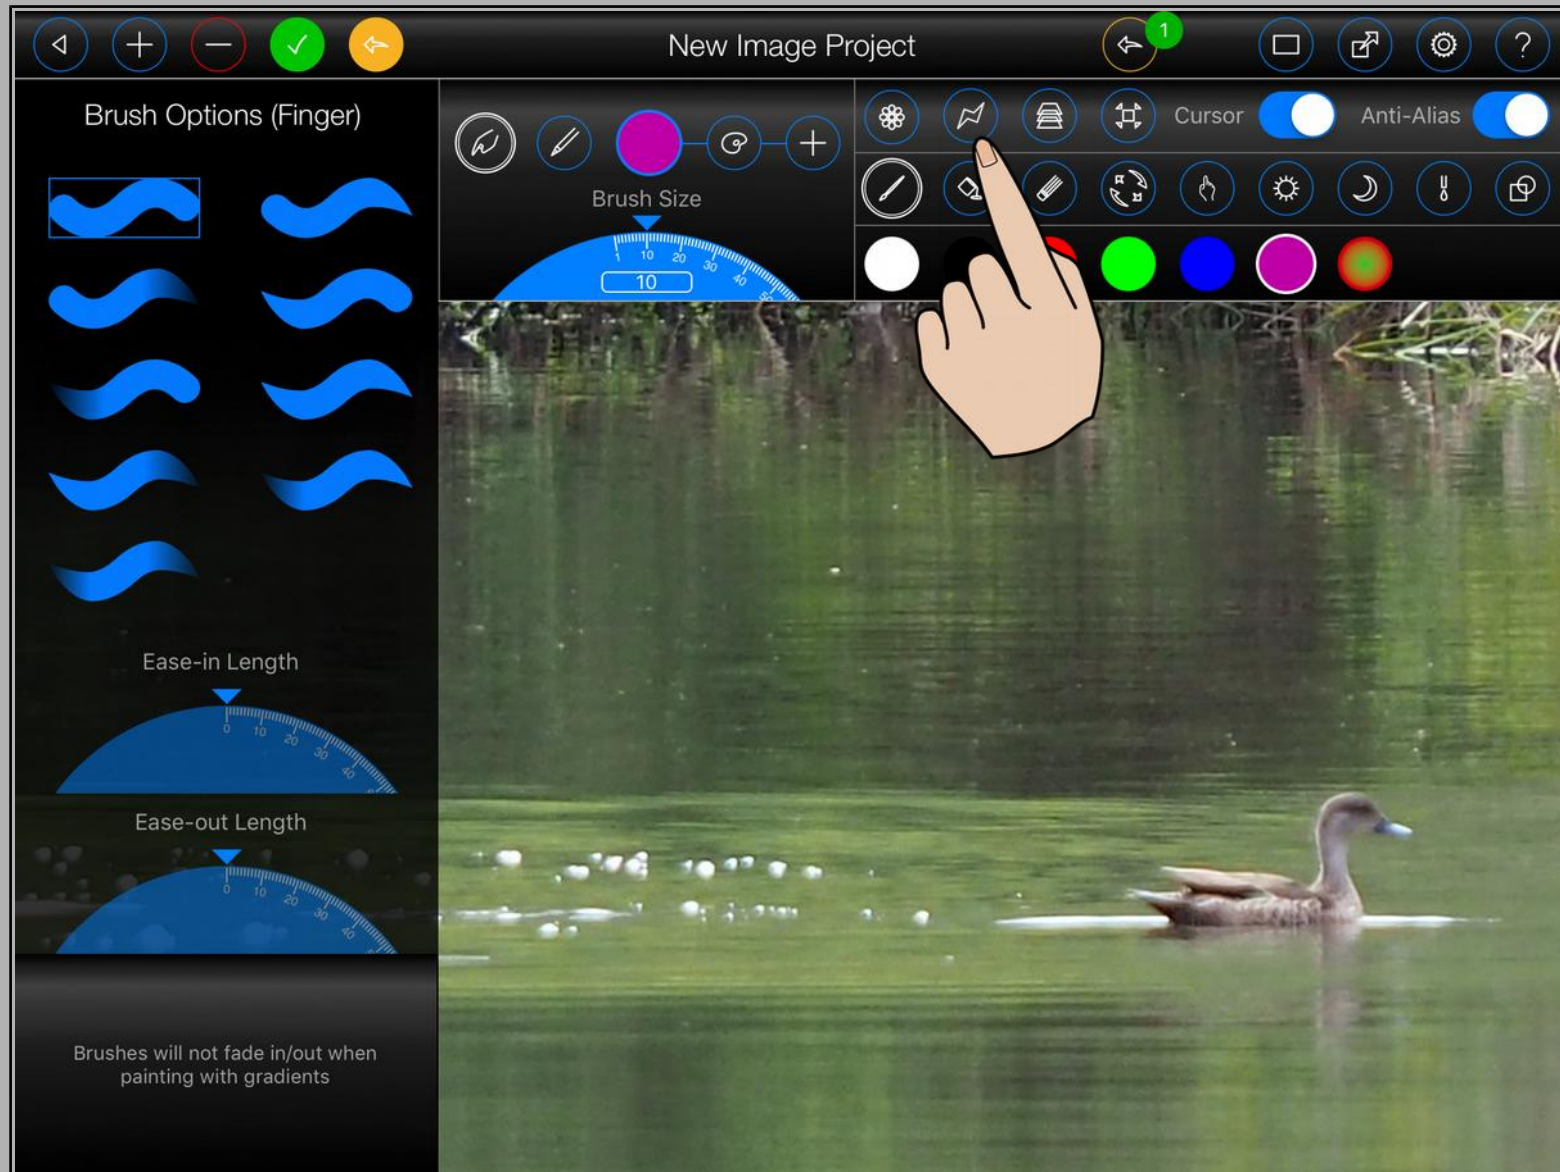 New Image Project
1
?
Brush Options (Finger)
Cursor
Anti-Alias
Brush Size
1 10 20 30 40 50
10
Ease-in Length
0 10 20 30 40
Ease-out Length
0 10 20 30 40
Brushes will not fade in/out when
painting with gradients